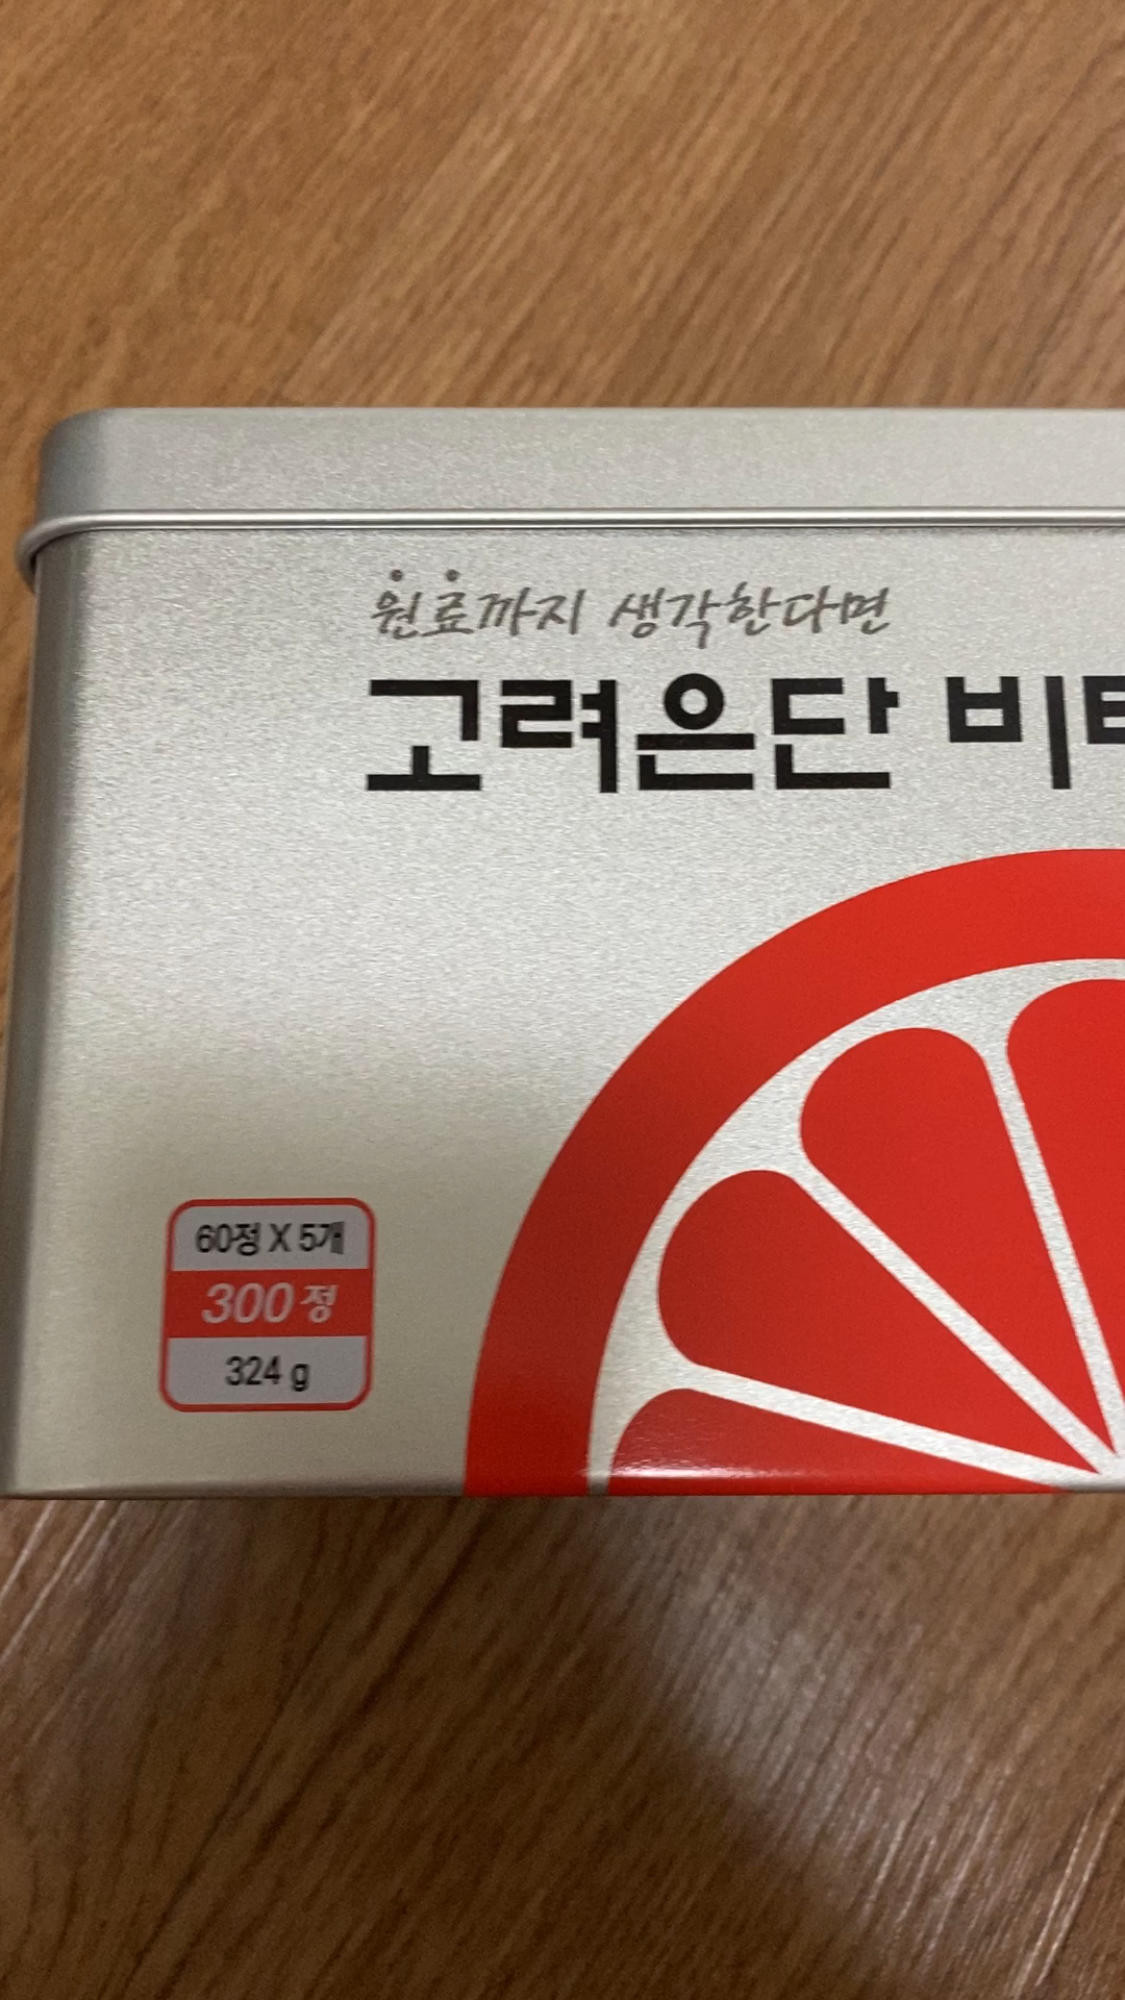 원료까지 생각한다면
고려은단 비타
60정 X 5개
300정
324 g